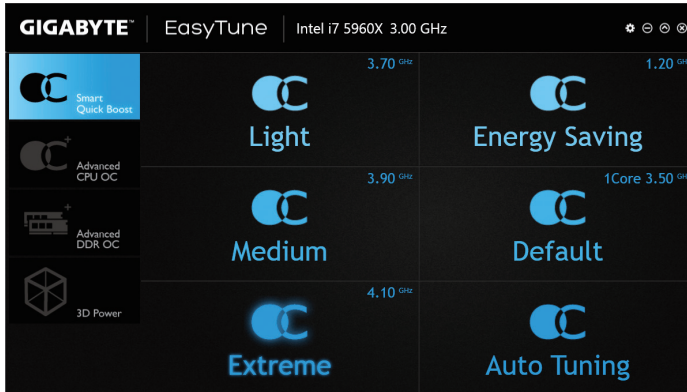 GIGABYTE™ EasyTune Intel i7 5960X 3.00 GHz
Smart
Quick Boost
Advanced
CPU OC
Advanced
DDR OC
3D Power
3.70 GHz
Light
1.20 GH
Energy Saving
3.90 GHz
Medium
1Core 3.50 GH
Default
4.10 GHz
Extreme
Auto Tuning